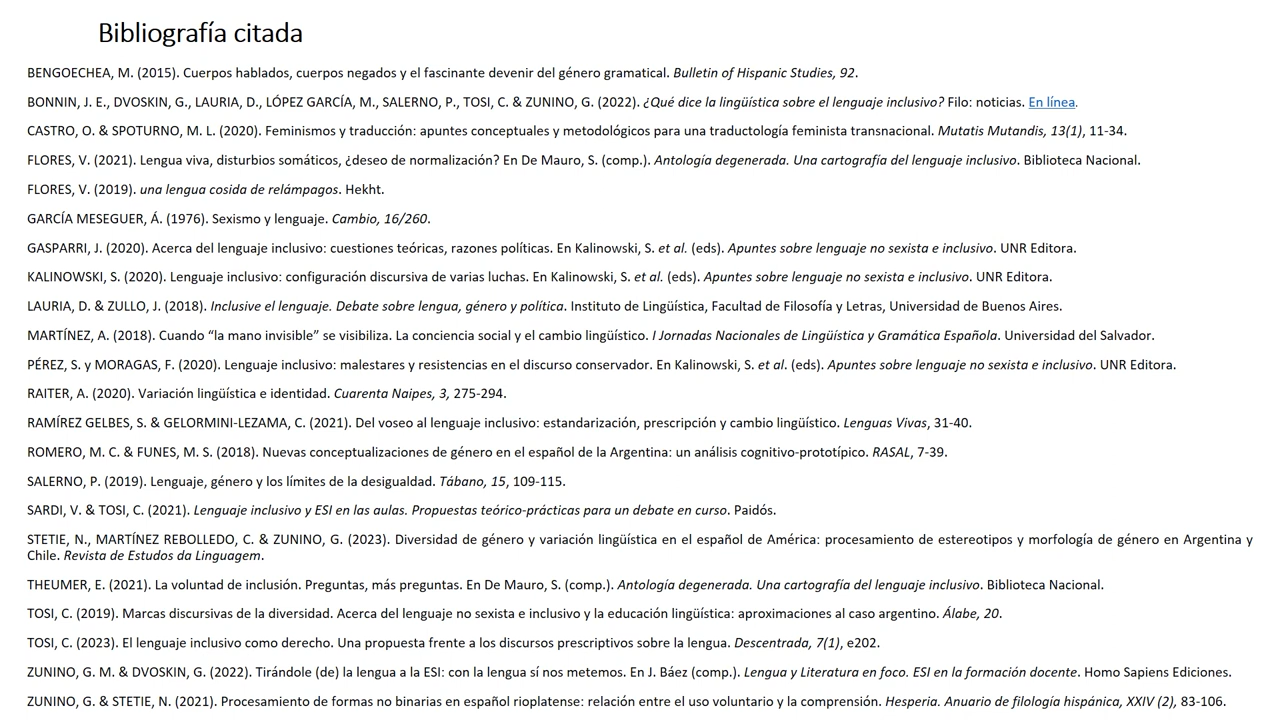 Bibliografía citada
BENGOECHEA, M. (2015). Cuerpos hablados, cuerpos negados y el fascinante devenir del género gramatical. Bulletin of Hispanic Studies, 92.
BONNIN, J. E., DVOSKIN, G., LAURIA, D., LÓPEZ GARCÍA, M., SALERNO, P., TOSI, C. & ZUNINO, G. (2022). ¿Qué dice la lingüística sobre el lenguaje inclusivo? Filo: noticias. En línea.
CASTRO, O. & SPOTURNO, M. L. (2020). Feminismos y traducción: apuntes conceptuales y metodológicos para una traductología feminista transnacional. Mutatis Mutandis, 13(1), 11-34.
FLORES, V. (2021). Lengua viva, disturbios somáticos, ¿deseo de normalización? En De Mauro, S. (comp.). Antología degenerada. Una cartografía del lenguaje inclusivo. Biblioteca Nacional.
FLORES, V. (2019). una lengua cosida de relámpagos. Hekht.
GARCÍA MESEGUER, Á. (1976). Sexismo y lenguaje. Cambio, 16/260.
GASPARRI, J. (2020). Acerca del lenguaje inclusivo: cuestiones teóricas, razones políticas. En Kalinowski, S. et al. (eds). Apuntes sobre lenguaje no sexista e inclusivo. UNR Editora.
KALINOWSKI, S. (2020). Lenguaje inclusivo: configuración discursiva de varias luchas. En Kalinowski, S. et al. (eds). Apuntes sobre lenguaje no sexista e inclusivo. UNR Editora.
LAURIA, D. & ZULLO, J. (2018). Inclusive el lenguaje. Debate sobre lengua, género y política. Instituto de Lingüística, Facultad de Filosofía y Letras, Universidad de Buenos Aires.
MARTÍNEZ, A. (2018). Cuando “la mano invisible” se visibiliza. La conciencia social y el cambio lingüístico. I Jornadas Nacionales de Lingüística y Gramática Española. Universidad del Salvador.
PÉREZ, S. y MORAGAS, F. (2020). Lenguaje inclusivo: malestares y resistencias en el discurso conservador. En Kalinowski, S. et al. (eds). Apuntes sobre lenguaje no sexista e inclusivo. UNR Editora.
RAITER, A. (2020). Variación lingüística e identidad. Cuarenta Naipes, 3, 275-294.
RAMÍREZ GELBES, S. & GELORMINI-LEZAMA, C. (2021). Del voseo al lenguaje inclusivo: estandarización, prescripción y cambio lingüístico. Lenguas Vivas, 31-40.
ROMERO, M. C. & FUNES, M. S. (2018). Nuevas conceptualizaciones de género en el español de la Argentina: un análisis cognitivo-prototípico. RASAL, 7-39.
SALERNO, P. (2019). Lenguaje, género y los límites de la desigualdad. Tábano, 15, 109-115.
SARDI, V. & TOSI, C. (2021). Lenguaje inclusivo y ESI en las aulas. Propuestas teórico-prácticas para un debate en curso. Paidós.
STETIE, N., MARTÍNEZ REBOLLEDO, C. & ZUNINO, G. (2023). Diversidad de género y variación lingüística en el español de América: procesamiento de estereotipos y morfología de género en Argentina y
Chile. Revista de Estudos da Linguagem.
THEUMER, E. (2021). La voluntad de inclusión. Preguntas, más preguntas. En De Mauro, S. (comp.). Antología degenerada. Una cartografía del lenguaje inclusivo. Biblioteca Nacional.
TOSI, C. (2019). Marcas discursivas de la diversidad. Acerca del lenguaje no sexista e inclusivo y la educación lingüística: aproximaciones al caso argentino. Álabe, 20.
TOSI, C. (2023). El lenguaje inclusivo como derecho. Una propuesta frente a los discursos prescriptivos sobre la lengua. Descentrada, 7(1), e202.
ZUNINO, G. M. & DVOSKIN, G. (2022). Tirándole (de) la lengua a la ESI: con la lengua sí nos metemos. En J. Báez (comp.). Lengua y Literatura en foco. ESI en la formación docente. Homo Sapiens Ediciones.
ZUNINO, G. & STETIE, N. (2021). Procesamiento de formas no binarias en español rioplatense: relación entre el uso voluntario y la comprensión. Hesperia. Anuario de filología hispánica, XXIV (2), 83-106.